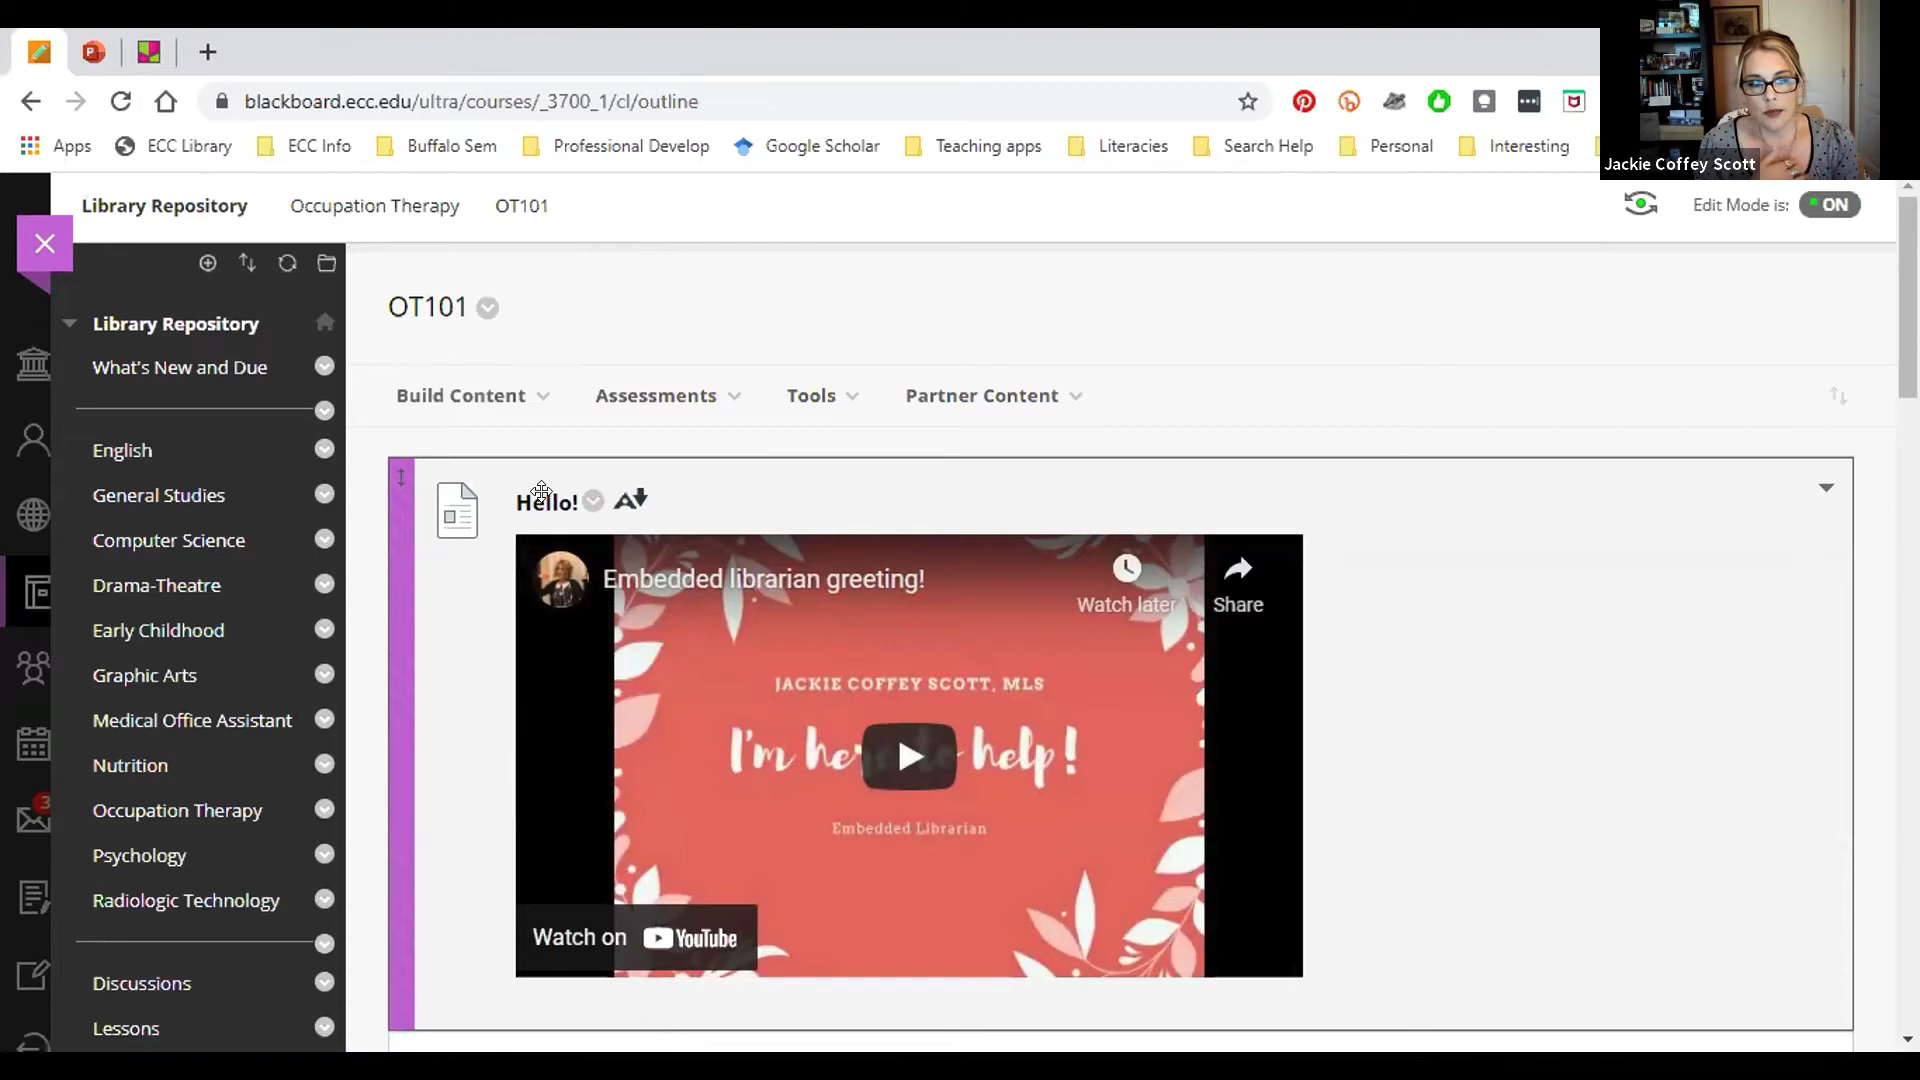 blackboard.ecc.edu/ultra/courses/_3700_1/cl/outline
Apps ECC Library ECC Info Buffalo Sem Professional Develop Google Scholar Teaching apps Literacies Search Help Personal Interesting
Jackie Coffey Scott
Library Repository Occupation Therapy OT101
Edit Mode is: ON
Library Repository
What's New and Due
English
General Studies
Computer Science
Drama-Theatre
Early Childhood
Graphic Arts
Medical Office Assistant
Nutrition
Occupation Therapy
Psychology
Radiologic Technology
Discussions
Lessons
3
OT101
Build Content Assessments Tools Partner Content
Hello!
Embedded librarian greeting!
Watch later Share
JACKIE COFFEY SCOTT, MLS
I'm here to help!
Embedded Librarian
Watch on YouTube